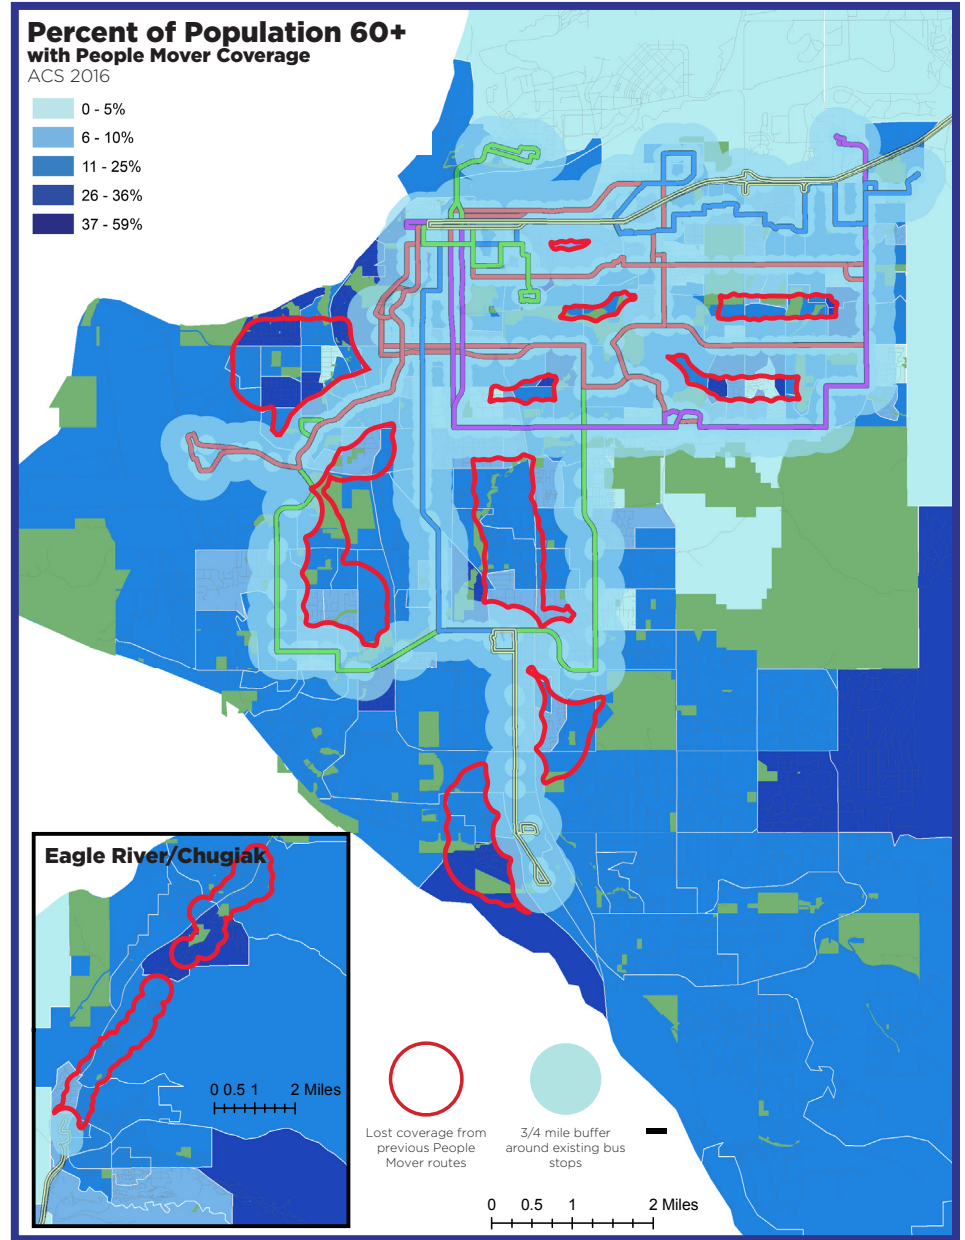 Percent of Population 60+
with People Mover Coverage
ACS 2016
0 - 5%
6 - 10%
11 - 25%
26 - 36%
37 - 59%
Eagle River/Chugiak
0 0.5 1 2 Miles
Lost coverage from
previous People
Mover routes
3/4 mile buffer
around existing bus
stops
0 0.5 1 2 Miles